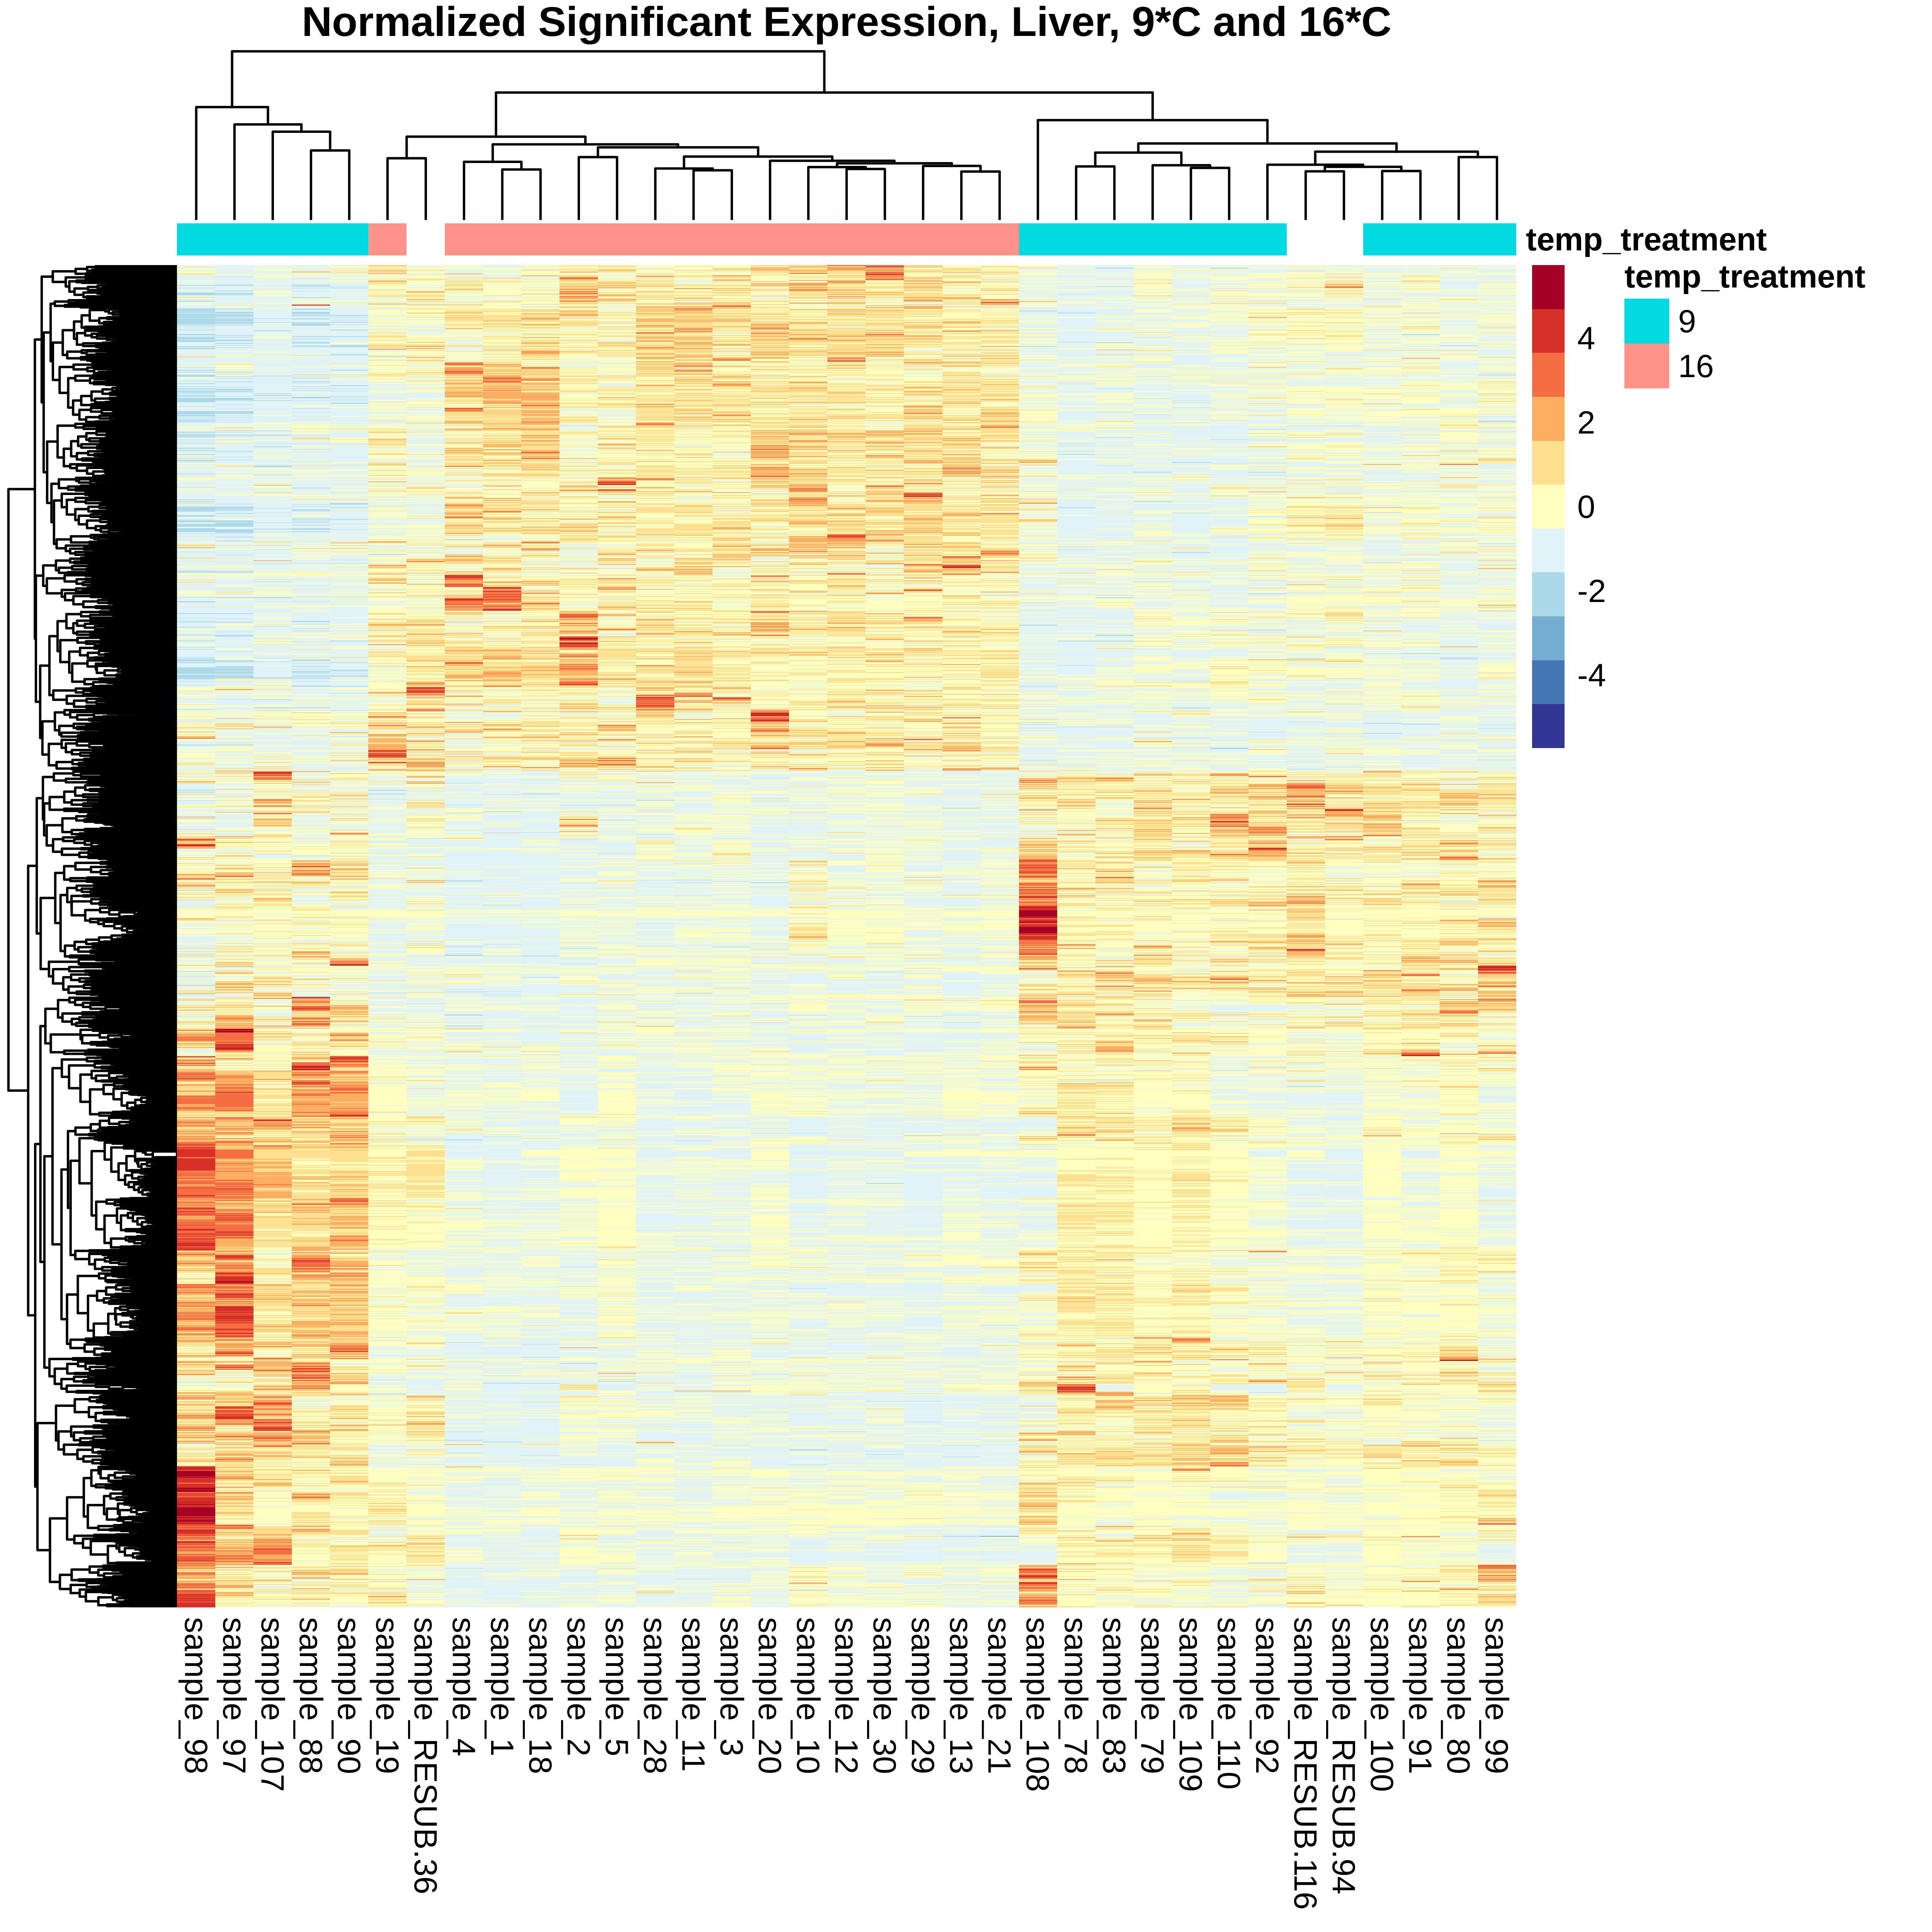 Normalized Significant Expression, Liver, 9*C and 16*C
temp_treatment
temp_treatment
9
16
4
2
0
-2
-4
sample_98
sample_97
sample_107
sample_88
sample_90
sample_19
sample_RESUB.36
sample_4
sample_1
sample_18
sample_2
sample_5
sample_28
sample_11
sample_3
sample_20
sample_10
sample_12
sample_30
sample_29
sample_13
sample_21
sample_108
sample_78
sample_83
sample_79
sample_109
sample_110
sample_92
sample_RESUB.116
sample_RESUB.94
sample_100
sample_91
sample_80
sample_99